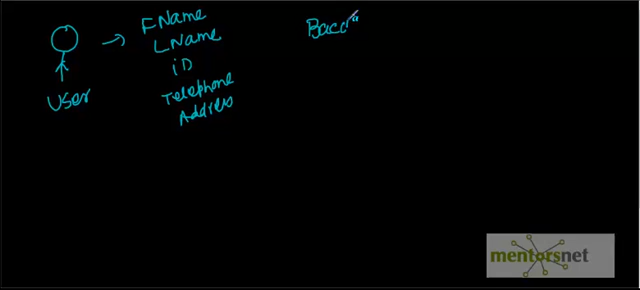 FName
LName
iD
Telephone
Address
User
mentorsnet